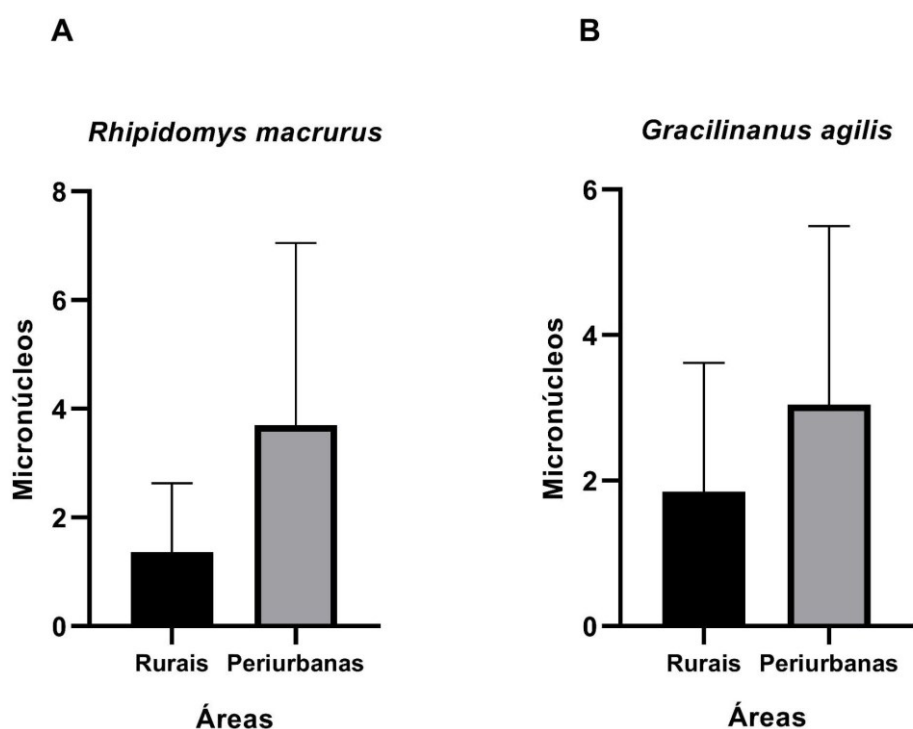 A
Rhipidomys macrurus
Micronúcleos
8
6
4
2
0
Rurais Periurbanas
Áreas
B
Gracilinanus agilis
Micronúcleos
6
4
2
0
Rurais Periurbanas
Áreas